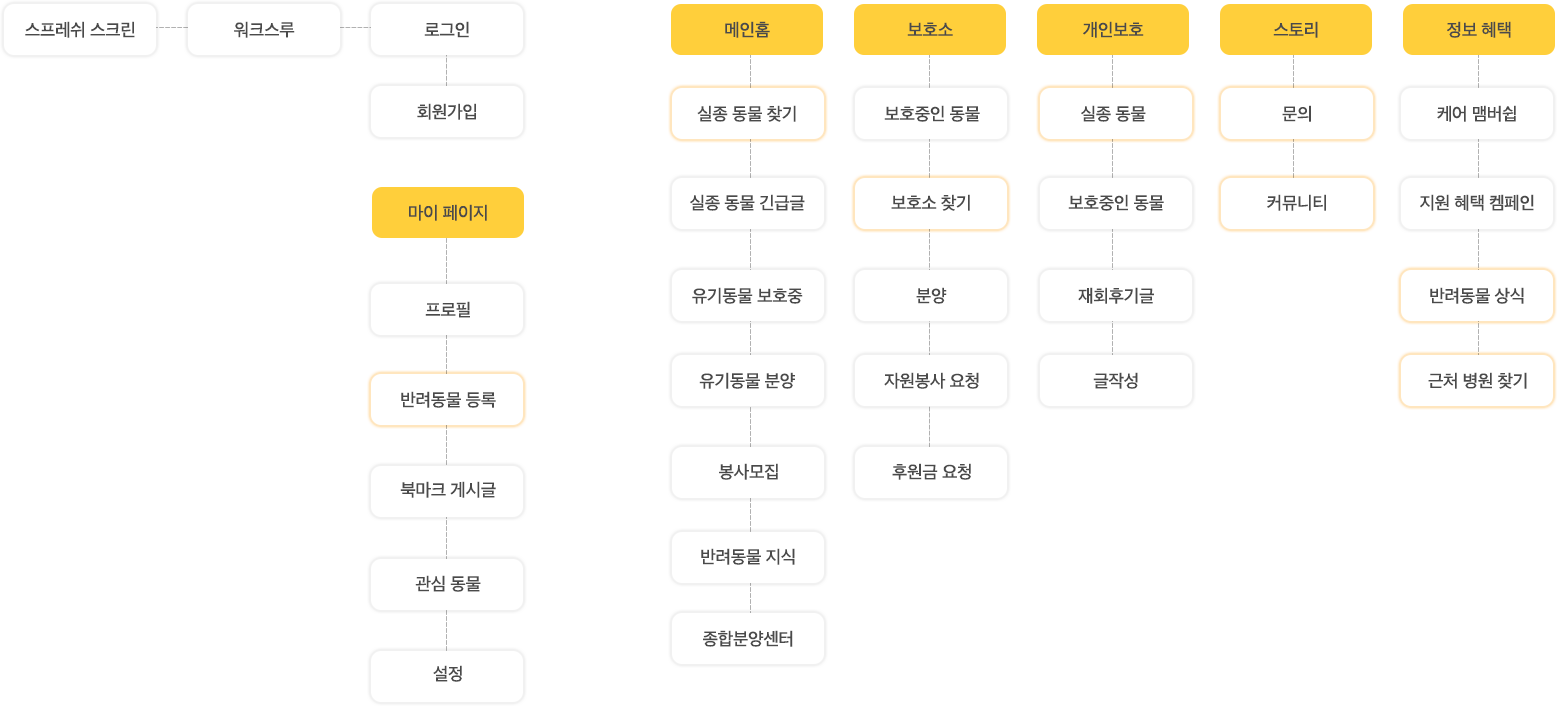 스프레쉬 스크린
워크스루
로그인
회원가입
마이 페이지
프로필
반려동물 등록
북마크 게시글
관심 동물
설정
메인홈
실종 동물 찾기
실종 동물 긴급글
유기동물 보호중
유기동물 분양
봉사모집
반려동물 지식
종합분양센터
보호소
보호중인 동물
보호소 찾기
분양
자원봉사 요청
후원금 요청
개인보호
실종 동물
보호중인 동물
재회후기글
글작성
스토리
문의
커뮤니티
정보 혜택
케어 맴버쉽
지원 혜택 켐페인
반려동물 상식
근처 병원 찾기